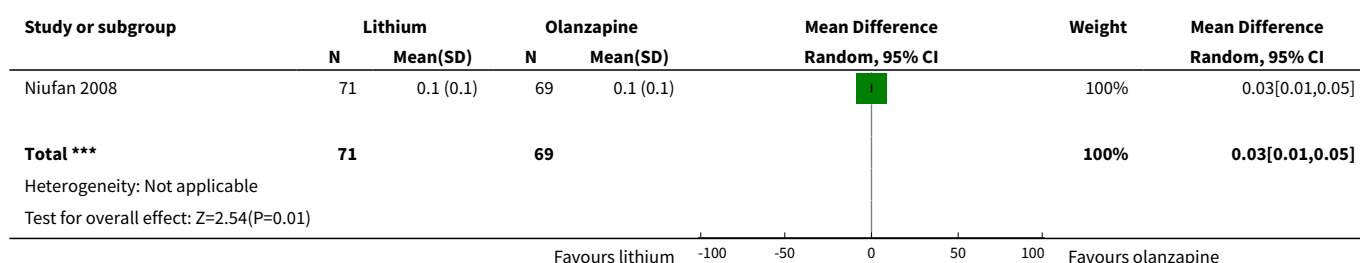 Study or subgroup Lithium Olanzapine Mean Difference Weight Mean Difference
N Mean(SD) N Mean(SD) Random, 95% CI Random, 95% CI
Niufan 2008 71 0.1 (0.1) 69 0.1 (0.1) 100% 0.03[0.01,0.05]
Total *** 71 69 100% 0.03[0.01,0.05]
Heterogeneity: Not applicable
Test for overall effect: Z=2.54(P=0.01)
Favours lithium -100 -50 0 50 100 Favours olanzapine